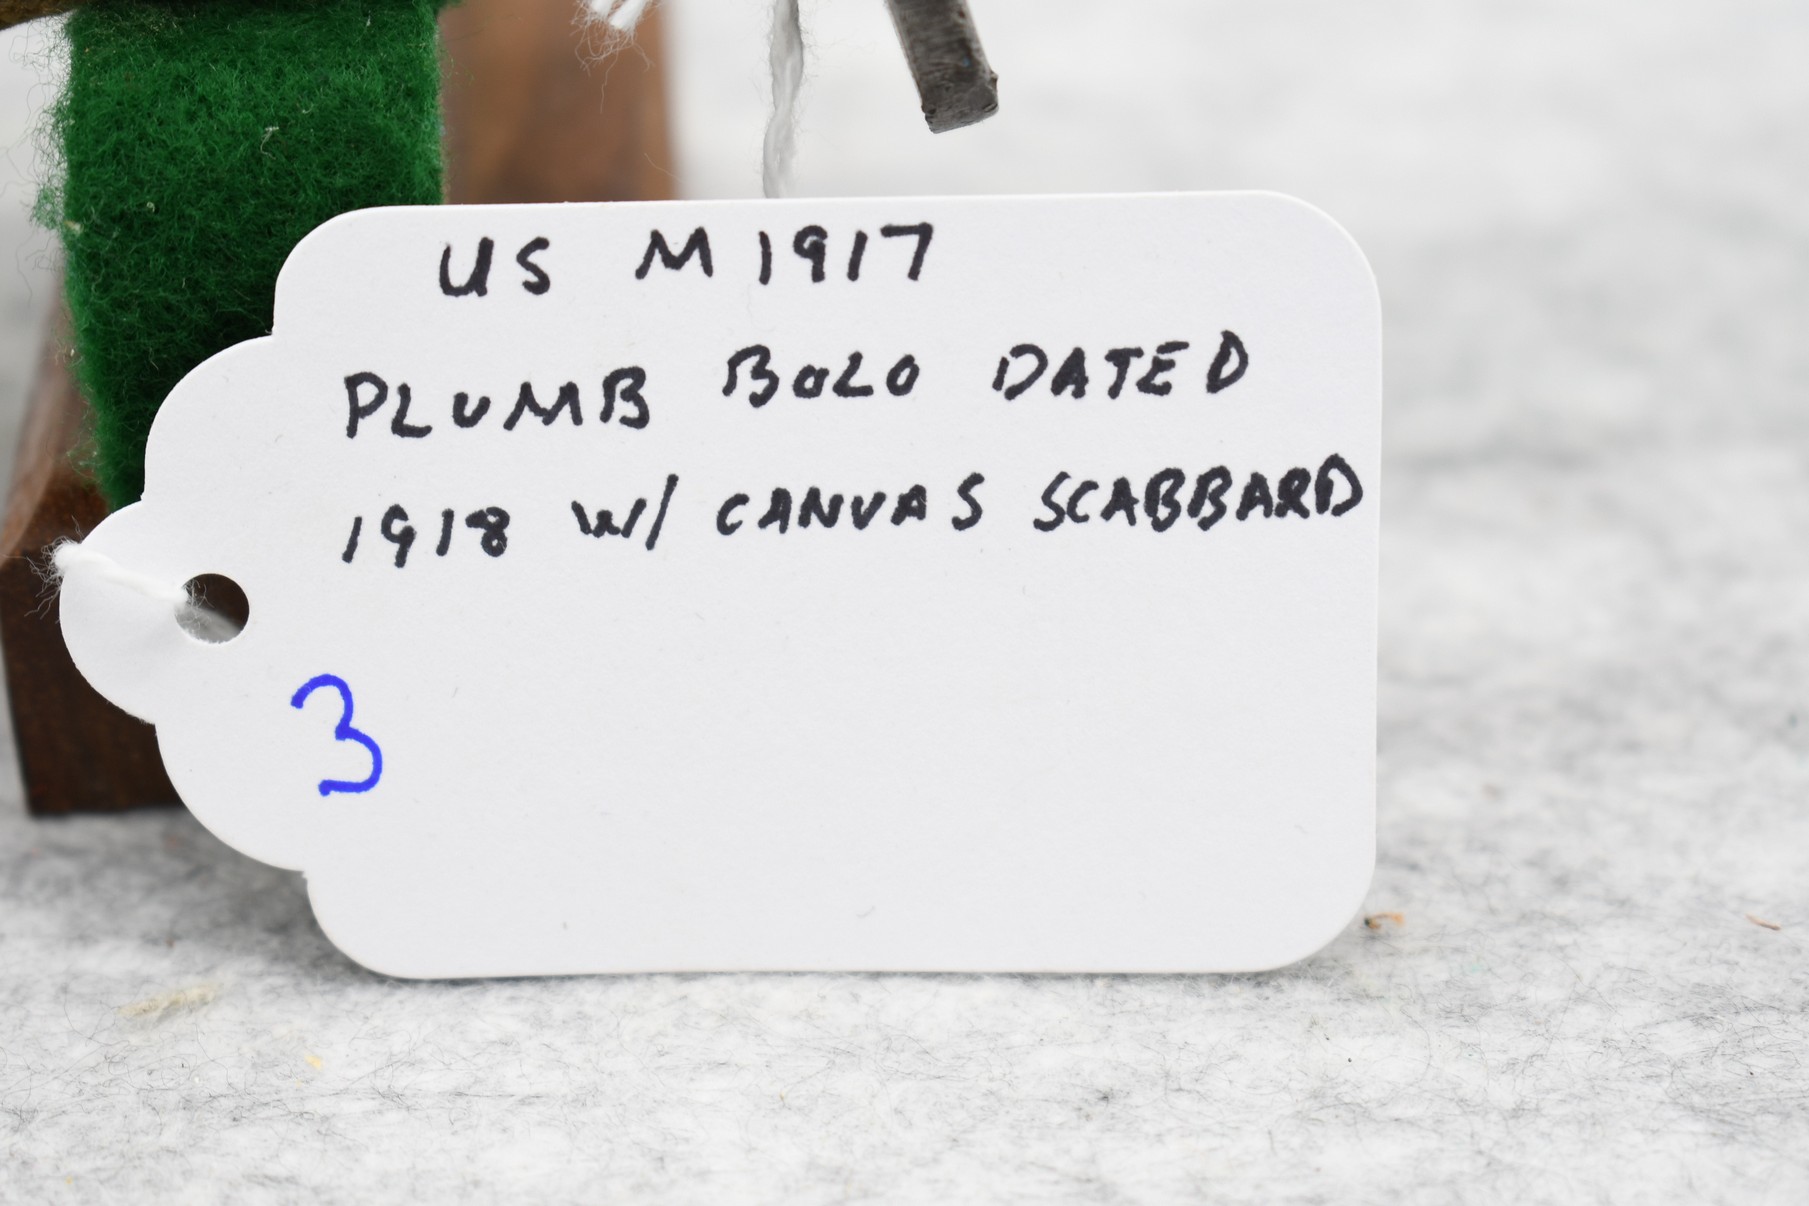 US M1917
PLUMB BOLO DATED
1918 W/ CANVAS SCABBARD
3